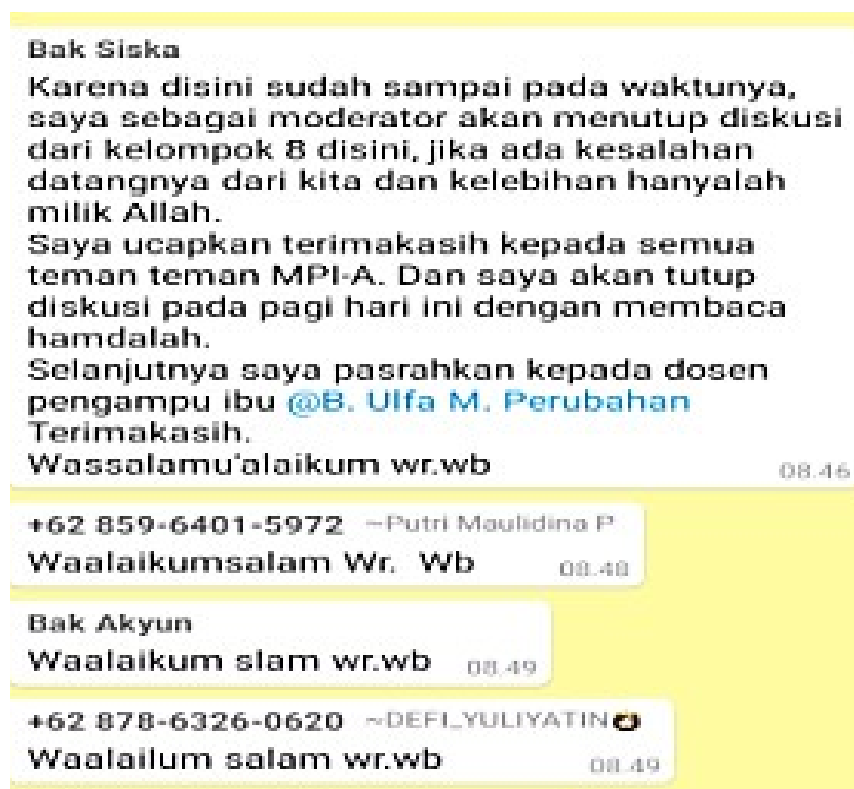 Bak Siska
Karena disini sudah sampai pada waktunya,
saya sebagai moderator akan menutup diskusi
dari kelompok 8 disini, jika ada kesalahan
datangnya dari kita dan kelebihan hanyalah
milik Allah.
Saya ucapkan terimakasih kepada semua
teman teman MPI-A. Dan saya akan tutup
diskusi pada pagi hari ini dengan membaca
hamdalah.
Selanjutnya saya pasrahkan kepada dosen
pengampu ibu @B. Ulfa M. Perubahan
Terimakasih.
Wassalamu'alaikum wr.wb 08.46
+62 859-6401-5972 ~Putri Maulidina P
Waalaikumsalam Wr. Wb 08.48
Bak Akyun
Waalaikum slam wr.wb 08.49
+62 878-6326-0620 ~DEFI_YULIYATIN
Waalailum salam wr.wb 08.49